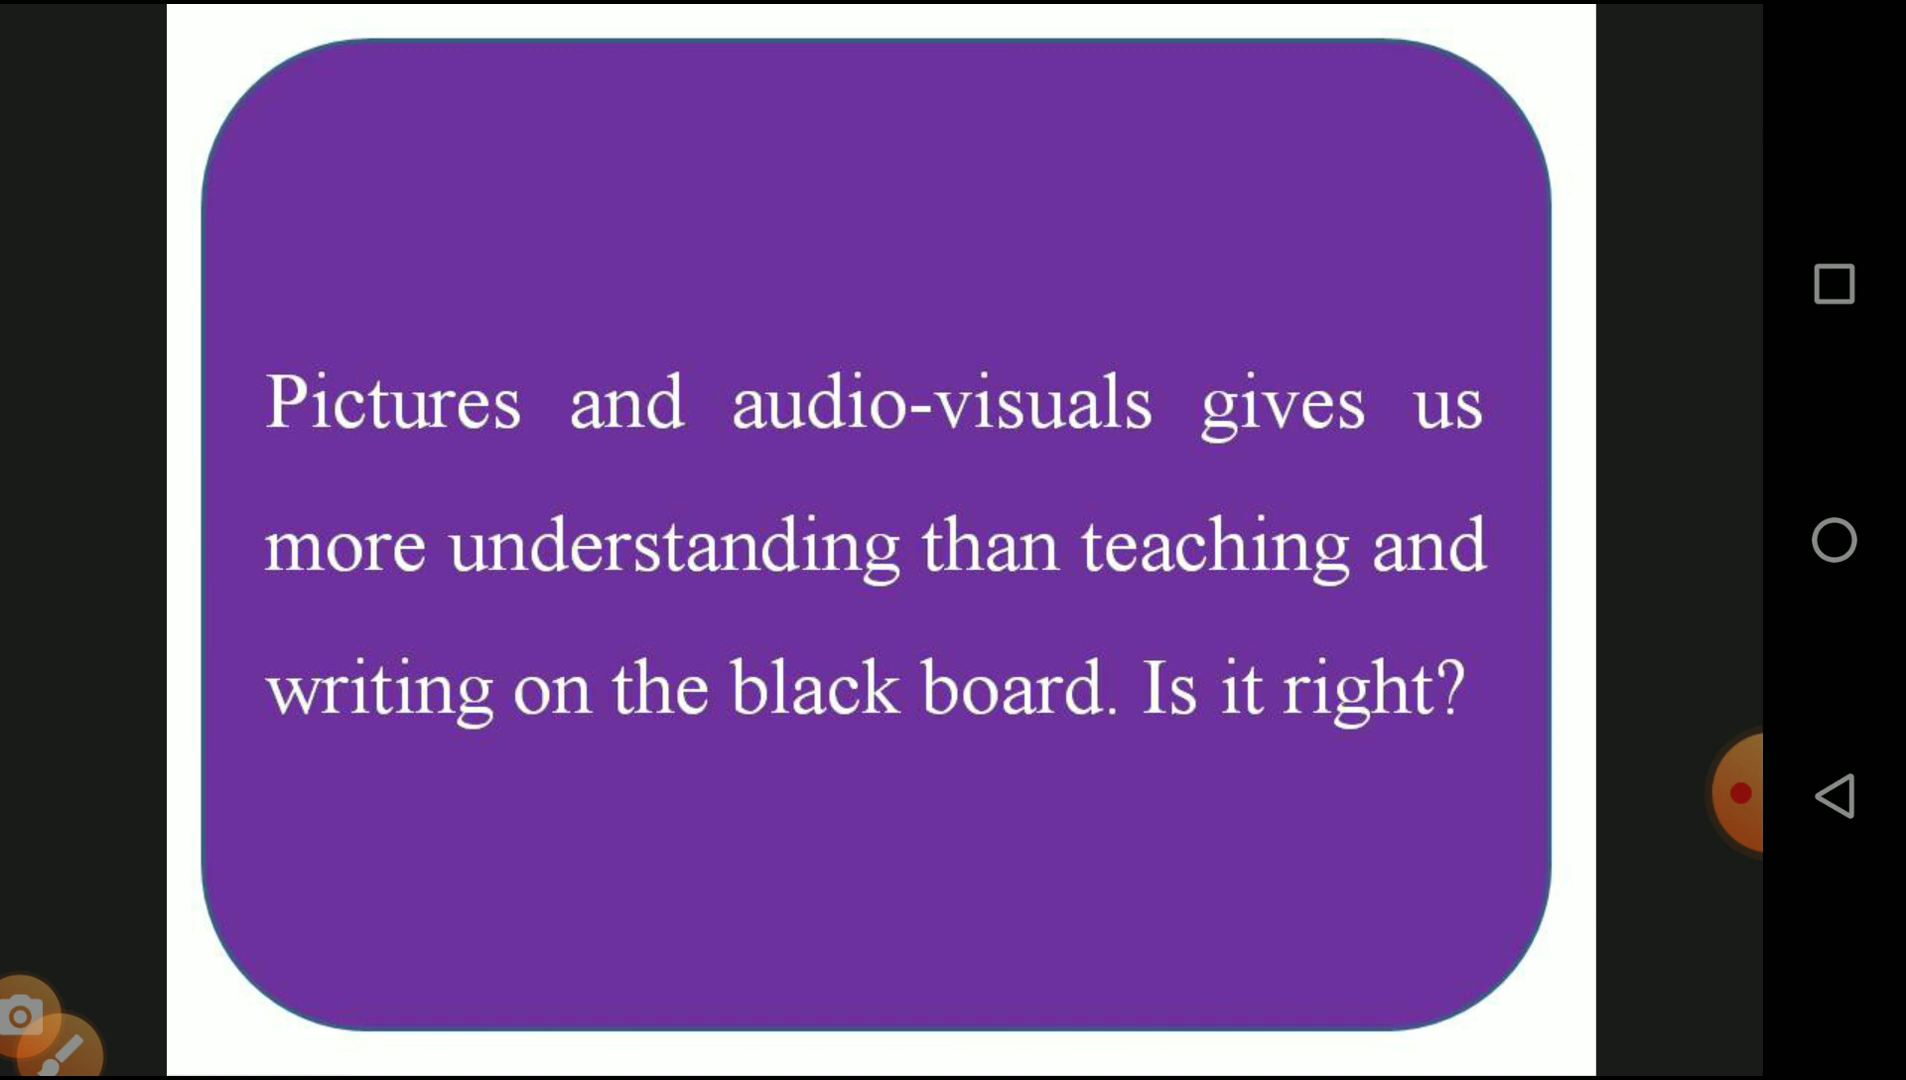 Pictures and audio-visuals gives us
more understanding than teaching and
writing on the black board. Is it right?